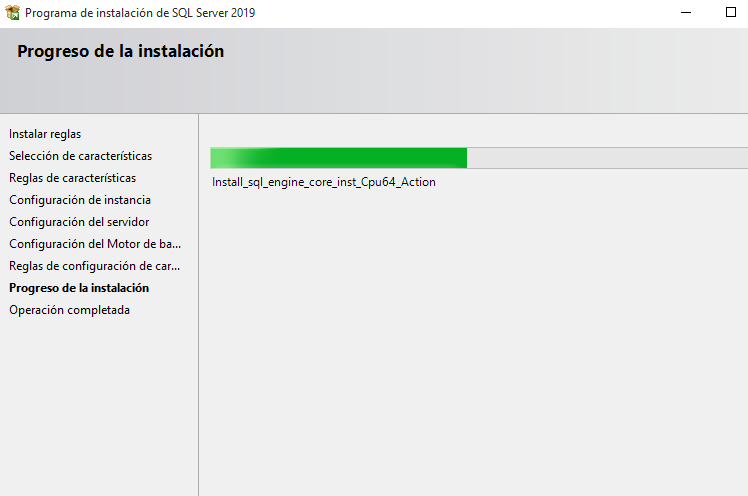 Programa de instalación de SQL Server 2019
Progreso de la instalación
Instalar reglas
Selección de características
Reglas de características
Configuración de instancia
Configuración del servidor
Configuración del Motor de ba...
Reglas de configuración de car...
Progreso de la instalación
Operación completada
Install_sql_engine_core_inst_Cpu64_Action